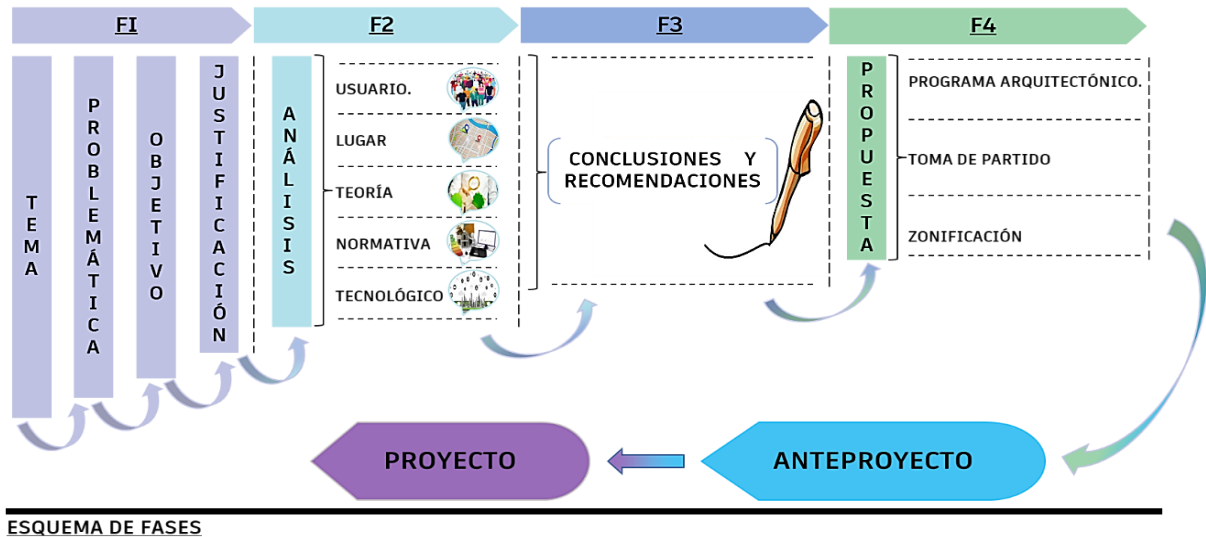 FI
F2
F3
F4
TEMA
PROBLEMÁTICA
OBJETIVO
JUSTIFICACIÓN
ANÁLISIS
USUARIO.
LUGAR
TEORÍA
NORMATIVA
TECNOLÓGICO
CONCLUSIONES Y
RECOMENDACIONES
PROPUESTA
PROGRAMA ARQUITECTÓNICO.
TOMA DE PARTIDO
ZONIFICACIÓN
PROYECTO
ANTEPROYECTO
ESQUEMA DE FASES